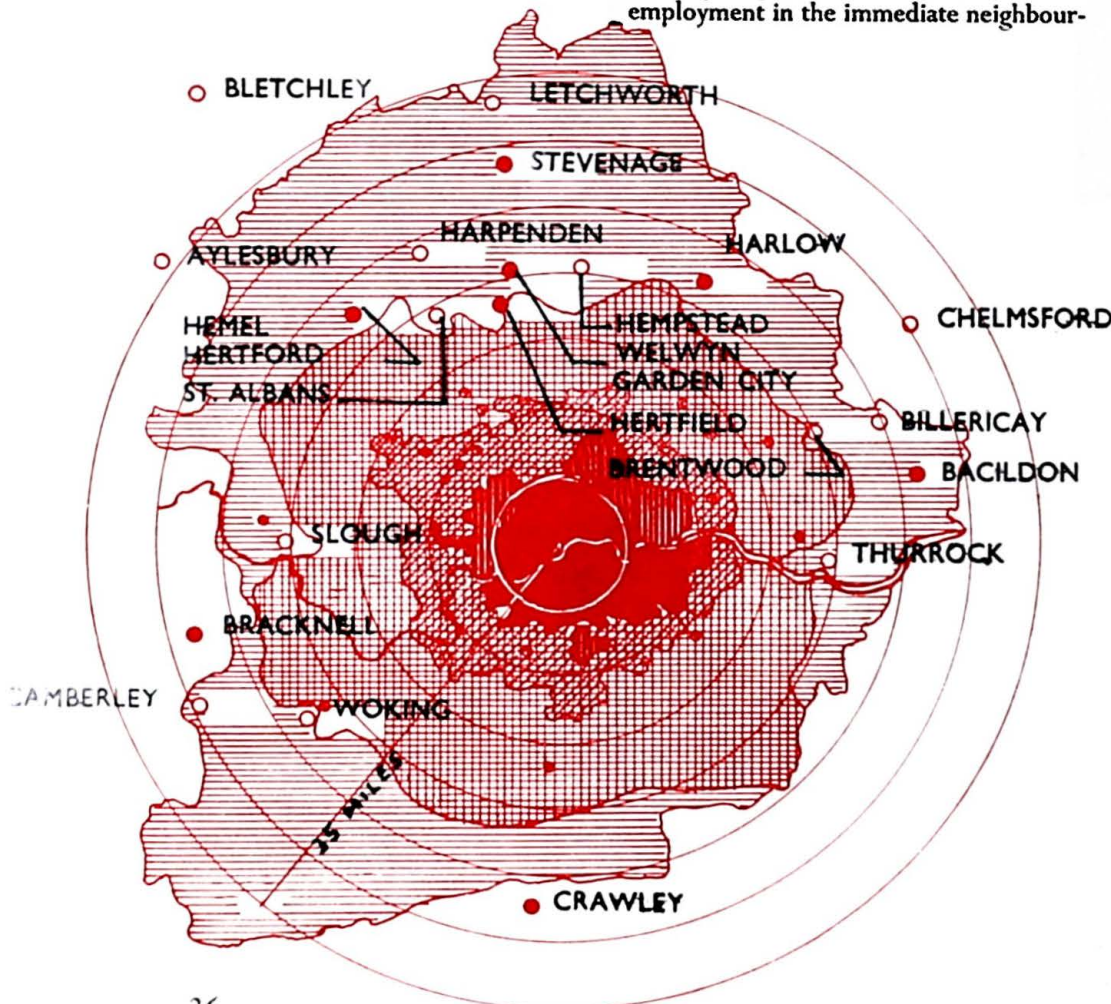 employment in the immediate neighbour-
BLETCHLEY
LETCHWORTH
STEVENAGE
HARPENDEN
HARLOW
AYLESBURY
CHELMSFORD
HEMEL
HEMPSTEAD
HERTFORD
WELWYN
GARDEN CITY
ST. ALBANS
HERTFIELD
BILLERICAY
BRENTWOOD
BACILDON
SLOUGH
THURROCK
BRACKNELL
CAMBERLEY
WOKING
35 MILES
CRAWLEY